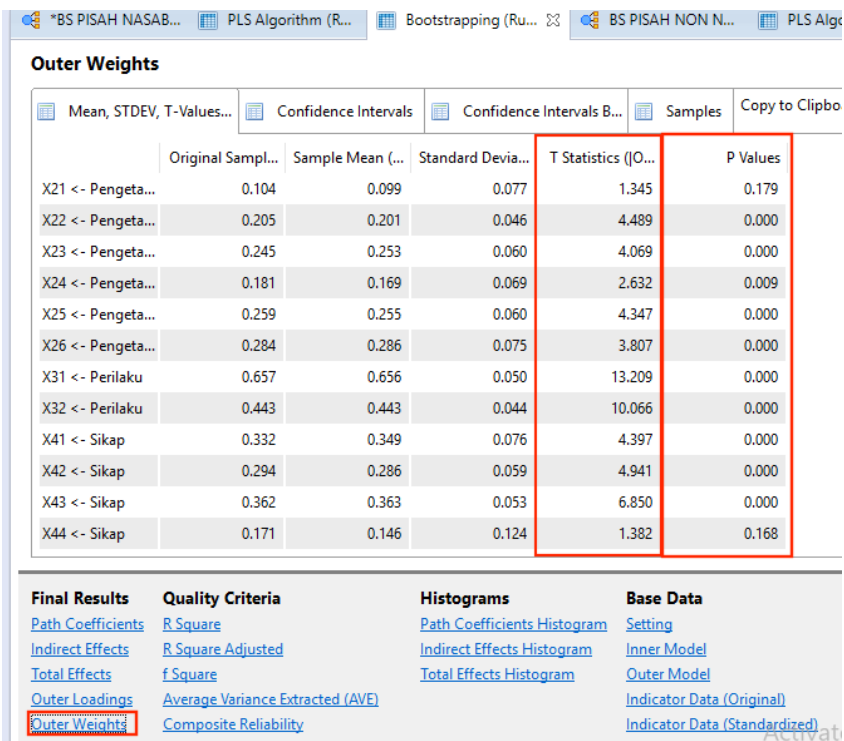 *BS PISAH NASAB... PLS Algorithm (R... Bootstrapping (Ru... BS PISAH NON N... PLS Algo
Outer Weights
Mean, STDEV, T-Values... Confidence Intervals Confidence Intervals B... Samples Copy to Clipboa
Original Sampl... Sample Mean (... Standard Devia... T Statistics (|O... P Values
X21 <- Pengeta... 0.104 0.099 0.077 1.345 0.179
X22 <- Pengeta... 0.205 0.201 0.046 4.489 0.000
X23 <- Pengeta... 0.245 0.253 0.060 4.069 0.000
X24 <- Pengeta... 0.181 0.169 0.069 2.632 0.009
X25 <- Pengeta... 0.259 0.255 0.060 4.347 0.000
X26 <- Pengeta... 0.284 0.286 0.075 3.807 0.000
X31 <- Perilaku 0.657 0.656 0.050 13.209 0.000
X32 <- Perilaku 0.443 0.443 0.044 10.066 0.000
X41 <- Sikap 0.332 0.349 0.076 4.397 0.000
X42 <- Sikap 0.294 0.286 0.059 4.941 0.000
X43 <- Sikap 0.362 0.363 0.053 6.850 0.000
X44 <- Sikap 0.171 0.146 0.124 1.382 0.168
Final Results Quality Criteria Histograms Base Data
Path Coefficients R Square Path Coefficients Histogram Setting
Indirect Effects R Square Adjusted Indirect Effects Histogram Inner Model
Total Effects f Square Total Effects Histogram Outer Model
Outer Loadings Average Variance Extracted (AVE) Indicator Data (Original)
Outer Weights Composite Reliability Indicator Data (Standardized)
Activate